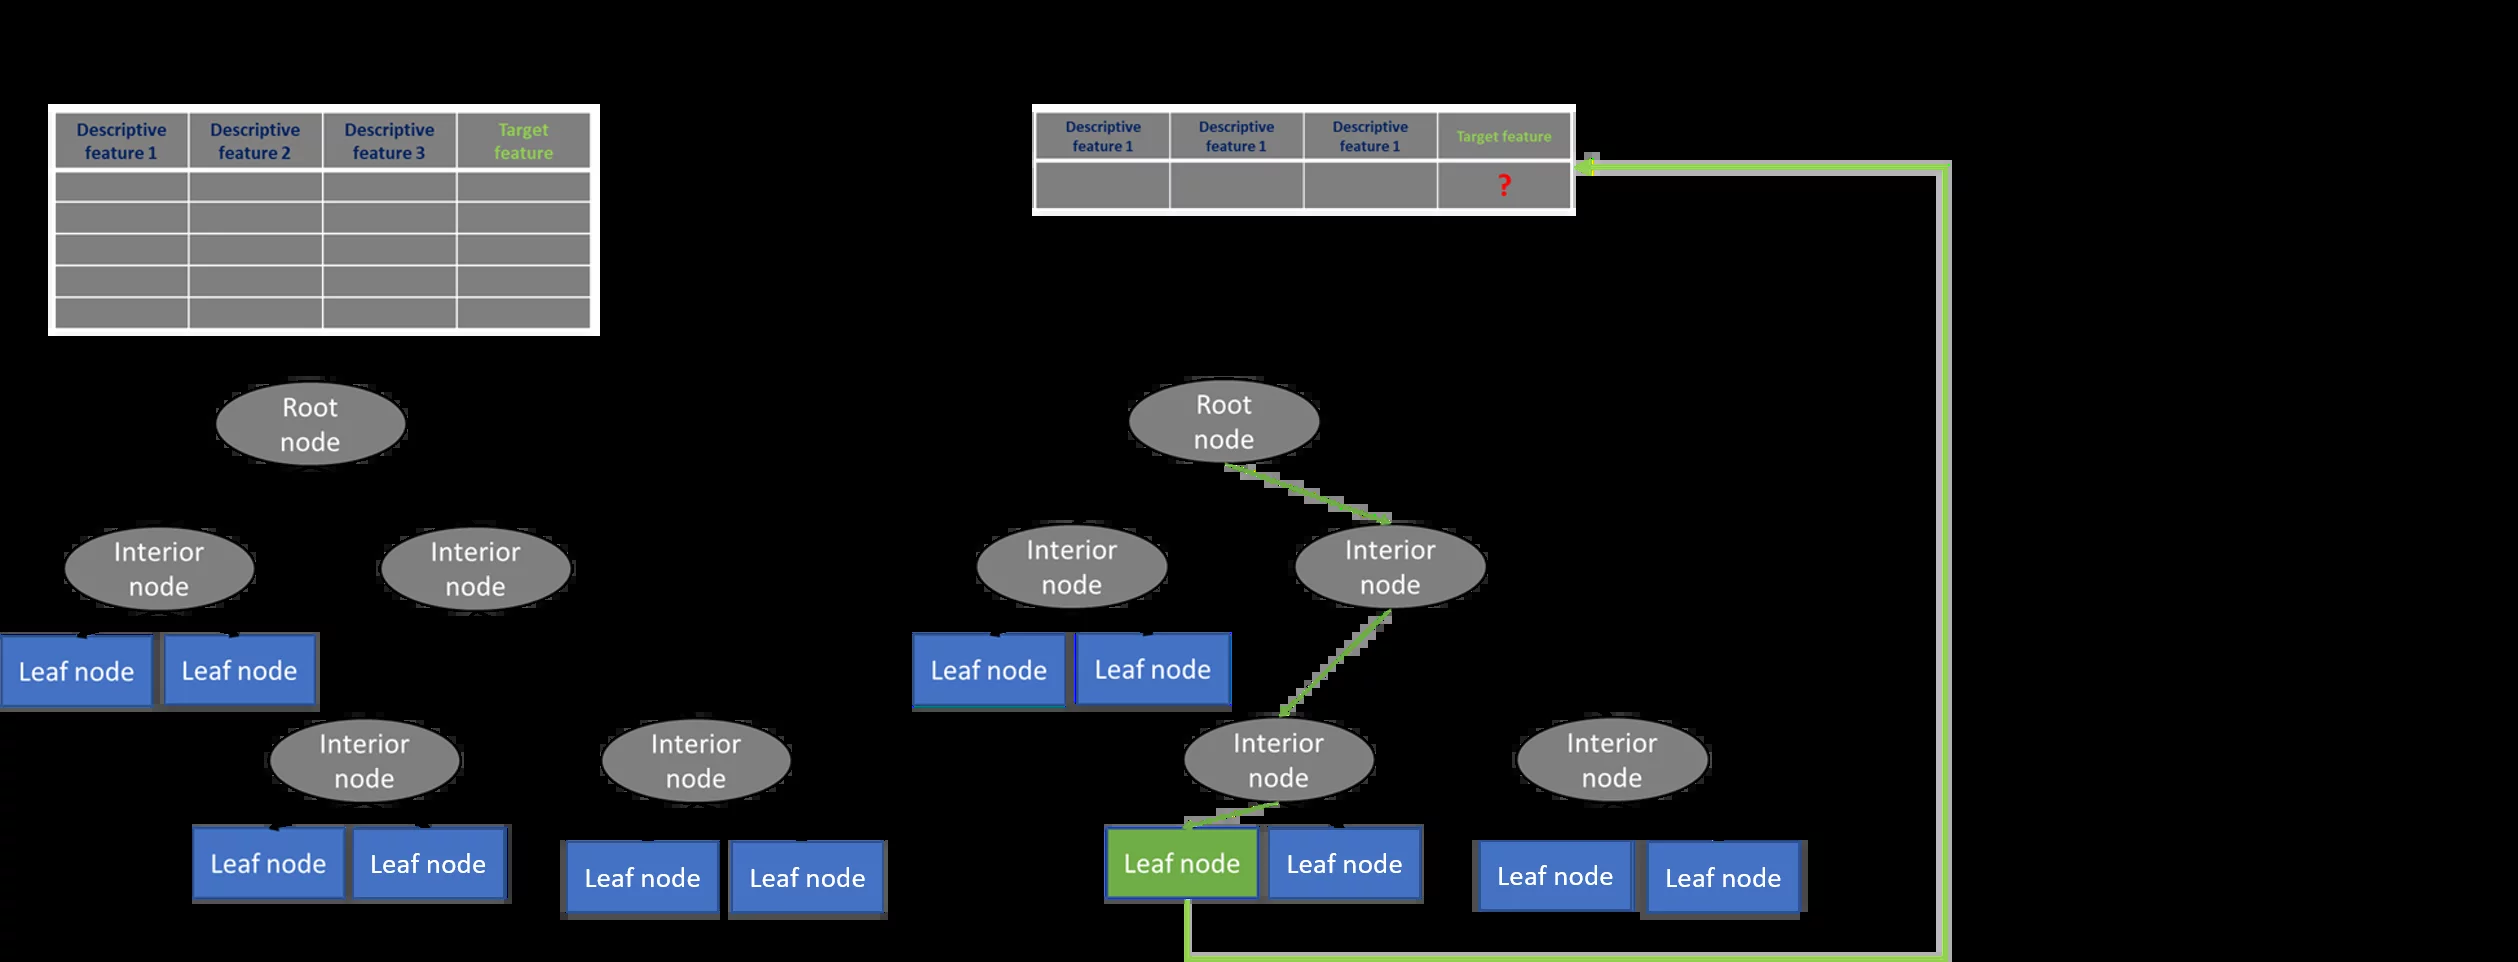 Descriptive
feature 1
Descriptive
feature 2
Descriptive
feature 3
Target
feature
Descriptive
feature 1
Descriptive
feature 1
Descriptive
feature 1
Target feature
?
Root
node
Interior
node
Interior
node
Leaf node
Leaf node
Interior
node
Interior
node
Leaf node
Leaf node
Leaf node
Leaf node
Root
node
Interior
node
Interior
node
Leaf node
Leaf node
Interior
node
Interior
node
Leaf node
Leaf node
Leaf node
Leaf node